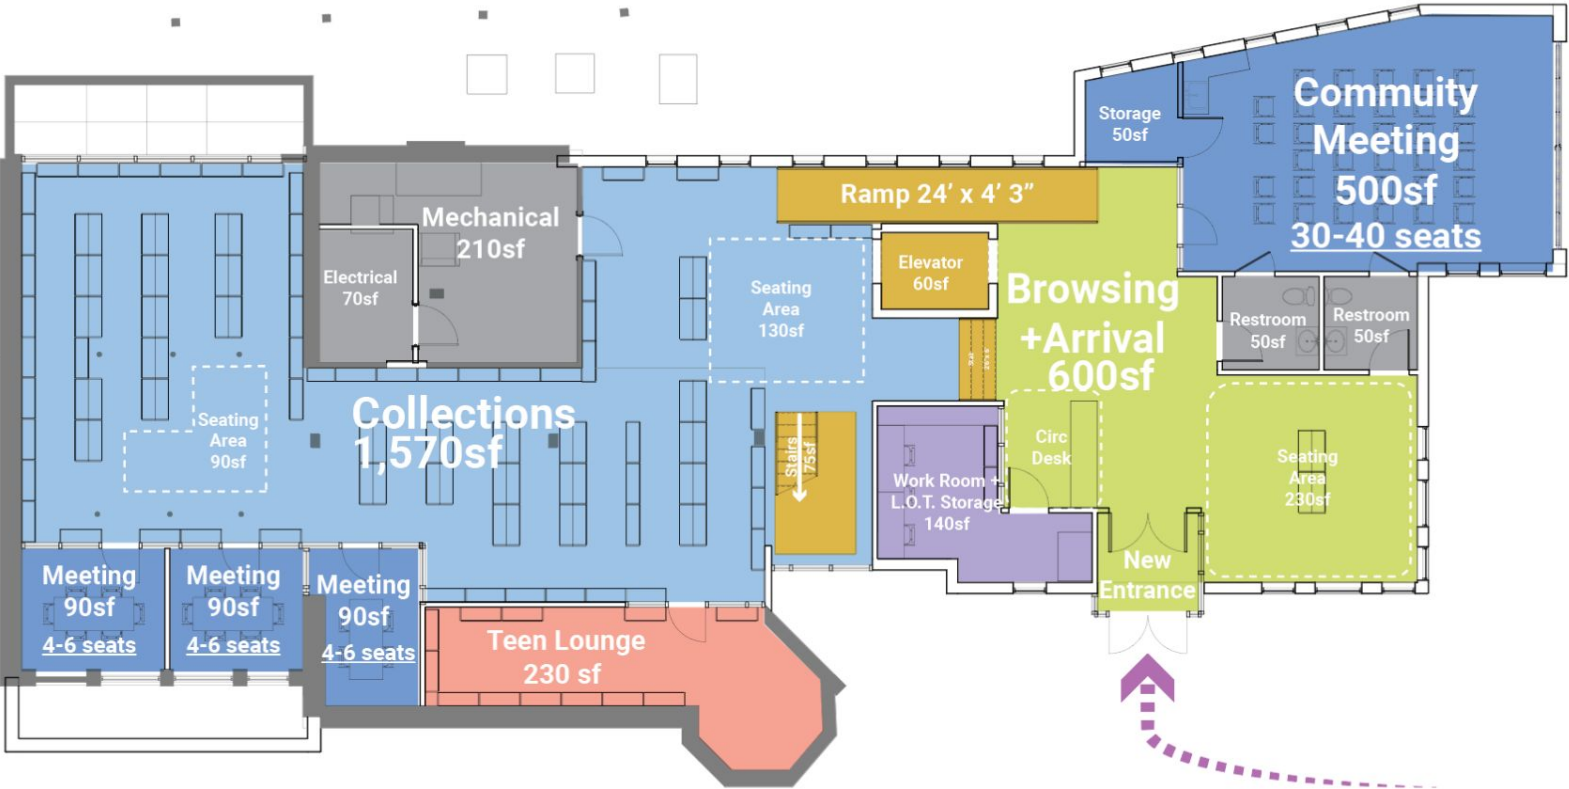 Storage
50sf
Commuity
Meeting
500sf
30-40 seats
Ramp 24’ x 4’ 3”
Mechanical
210sf
Electrical
70sf
Elevator
60sf
Seating
Area
130sf
Browsing
+Arrival
600sf
Restroom
50sf
Restroom
50sf
Collections
1,570sf
Seating
Area
90sf
Stairs
75sf
Circ
Desk
Seating
Area
230sf
Work Room +
L.O.T. Storage
140sf
New
Entrance
Meeting
90sf
4-6 seats
Meeting
90sf
4-6 seats
Meeting
90sf
4-6 seats
Teen Lounge
230 sf